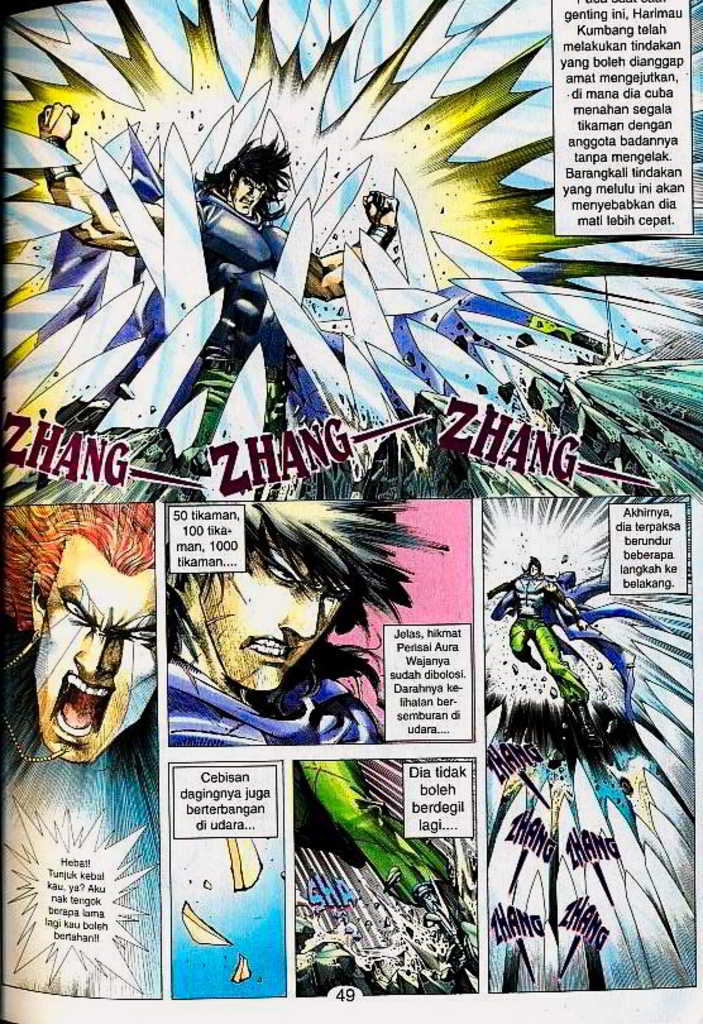 genting ini, Harimau
Kumbang telah
melakukan tindakan
yang boleh dianggap
amat mengejutkan,
di mana dia cuba
menahan segala
tikaman dengan
anggota badannya
tanpa mengelak.
Barangkali tindakan
yang melulu ini akan
menyebabkan dia
mati lebih cepat.
ZHANG ZHANG ZHANG
50 tikaman,
100 tika-
man, 1000
tikaman....
Jelas, hikmat
Perisai Aura
Wajanya
sudah dibolosi.
Darahnya ke-
lihatan ber-
semburan di
udara....
Akhirnya,
dia terpaksa
berundur
beberapa
langkah ke
belakang.
Hebat!
Tunjuk kebal
kau, ya? Aku
nak tengok
berapa lama
lagi kau boleh
bertahan!!
Cebisan
dagingnya juga
berterbangan
di udara...
Dia tidak
boleh
berdegil
lagi....
ZHANG
ZHANG ZHANG
ZHANG ZHANG
49